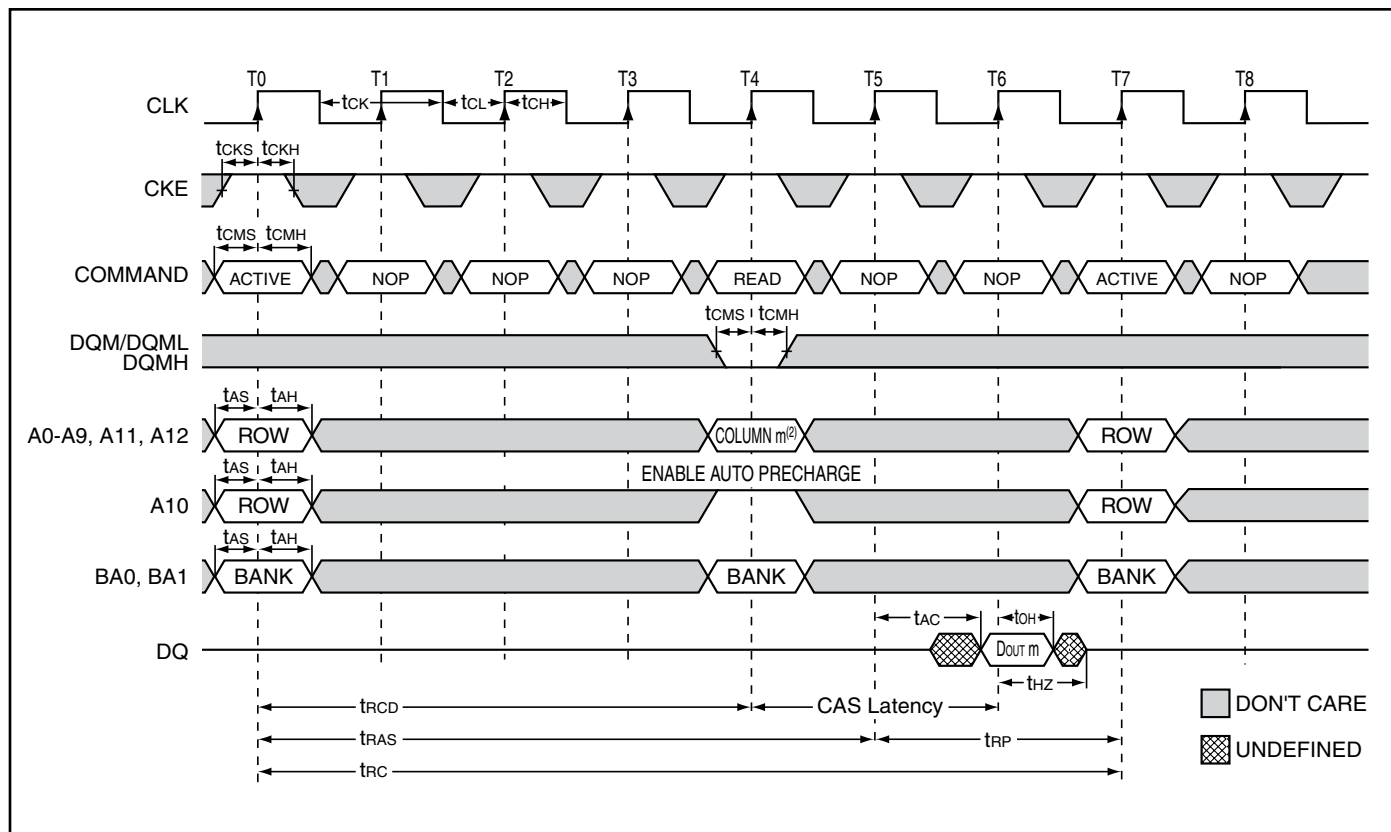 T0 T1 T2 T3 T4 T5 T6 T7 T8
CLK
tCK tCL tCH
tCKS tCKH
CKE
tCMS tCMH
COMMAND
ACTIVE NOP NOP NOP READ NOP NOP ACTIVE NOP
tCMS tCMH
DQM/DQML
DQMH
tAS tAH
A0-A9, A11, A12 ROW COLUMN m(2) ROW
tAS tAH ENABLE AUTO PRECHARGE
A10 ROW ROW
tAS tAH
BA0, BA1 BANK BANK BANK
tAC tOH
DQ DOUT m
tHZ
tRCD CAS Latency
DON'T CARE
tRAS tRP
UNDEFINED
tRC